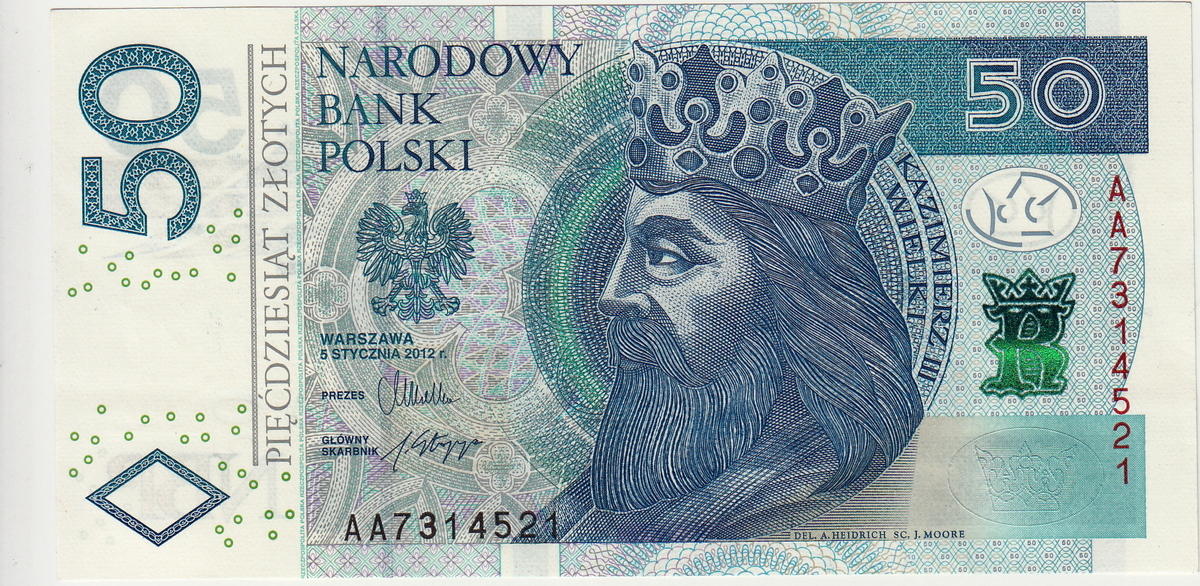 50
PIĘĆDZIESIĄT ZŁOTYCH
NARODOWY
BANK
POLSKI
50
KAZIMIERZ III
WIELKI
AA7314521
WARSZAWA
5 STYCZNIA 2012 r.
PREZES
GŁÓWNY
SKARBNIK
AA7314521
DEL. A. HEIDRICH SC. J. MOORE